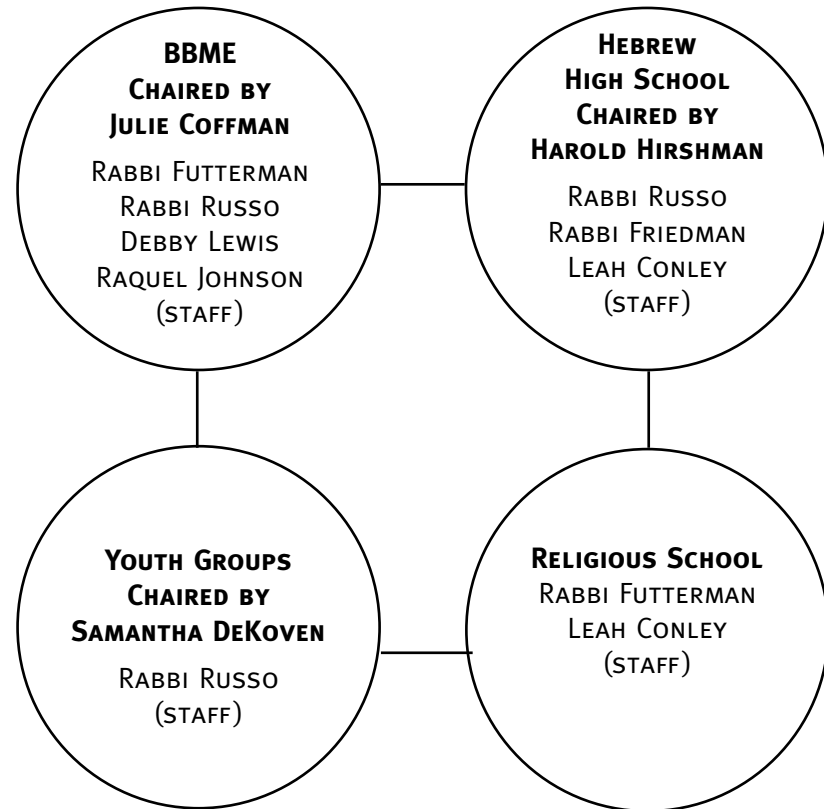 BBME
Chaired by
Julie Coffman
Rabbi Futterman
Rabbi Russo
Debby Lewis
Raquel Johnson
(staff)
Hebrew
High School
Chaired by
Harold Hirshman
Rabbi Russo
Rabbi Friedman
Leah Conley
(staff)
Youth Groups
Chaired by
Samantha DeKoven
Rabbi Russo
(staff)
Religious School
Rabbi Futterman
Leah Conley
(staff)